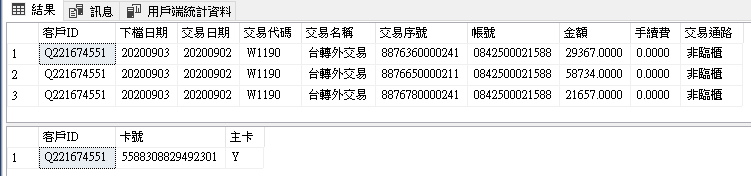 結果 訊息 用戶端統計資料
客戶ID 下檔日期 交易日期 交易代碼 交易名稱 交易序號 帳號 金額 手續費 交易通路
1 Q221674551 20200903 20200902 W1190 台轉外交易 8876360000241 0842500021588 29367.0000 0.0000 非臨櫃
2 Q221674551 20200903 20200902 W1190 台轉外交易 8876650000211 0842500021588 58734.0000 0.0000 非臨櫃
3 Q221674551 20200903 20200902 W1190 台轉外交易 8876780000241 0842500021588 21657.0000 0.0000 非臨櫃
客戶ID 卡號 主卡
1 Q221674551 5588308829492301 Y